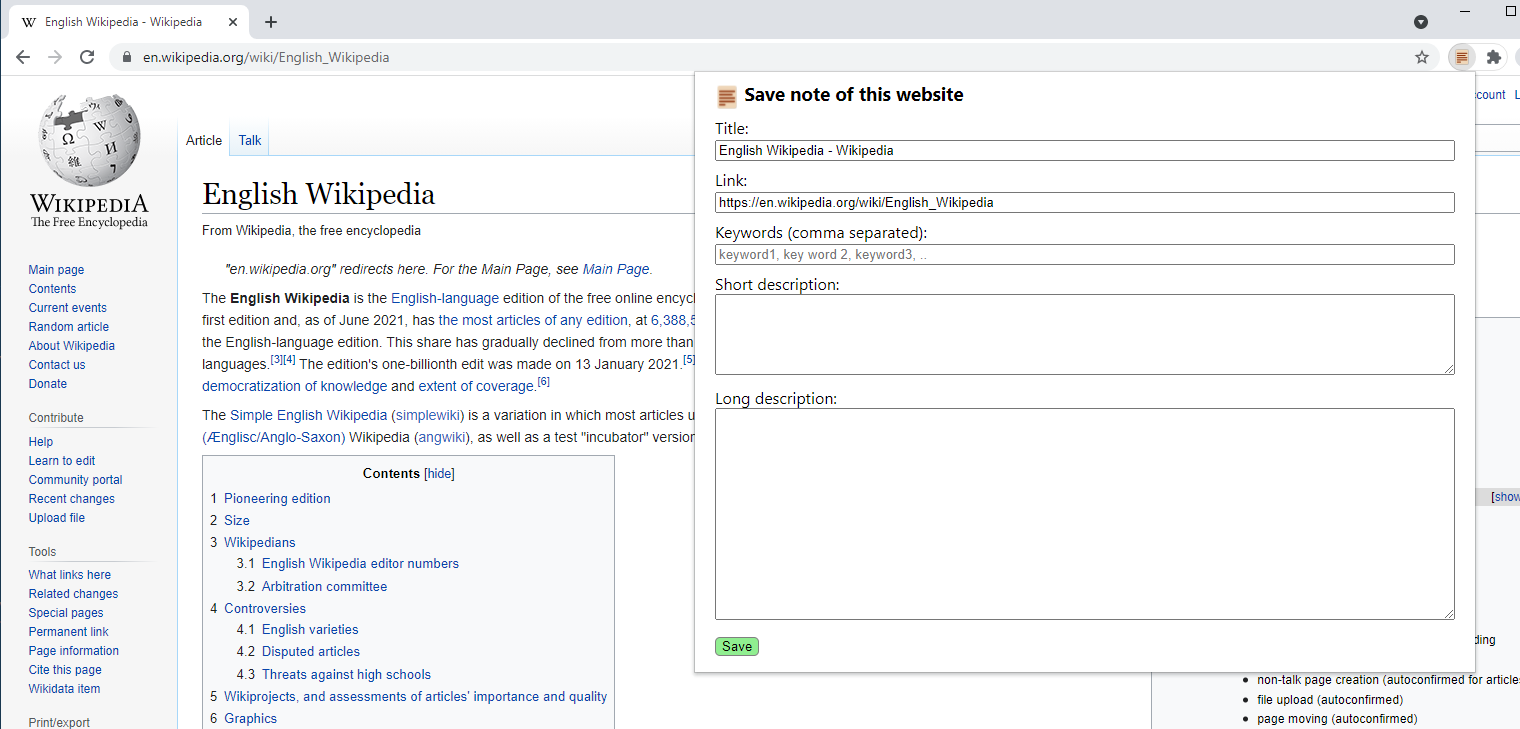 English Wikipedia - Wikipedia
en.wikipedia.org/wiki/English_Wikipedia
WIKIPEDIA
The Free Encyclopedia
Main page
Contents
Current events
Random article
About Wikipedia
Contact us
Donate
Contribute
Help
Learn to edit
Community portal
Recent changes
Upload file
Tools
What links here
Related changes
Special pages
Permanent link
Page information
Cite this page
Wikidata item
Print/export
Article Talk
English Wikipedia
From Wikipedia, the free encyclopedia
"en.wikipedia.org" redirects here. For the Main Page, see Main Page.
The English Wikipedia is the English-language edition of the free online encycl
first edition and, as of June 2021, has the most articles of any edition, at 6,388,5
the English-language edition. This share has gradually declined from more than
languages.[3][4] The edition's one-billionth edit was made on 13 January 2021.[5]
democratization of knowledge and extent of coverage.[6]
The Simple English Wikipedia (simplewiki) is a variation in which most articles u
(Ænglisc/Anglo-Saxon) Wikipedia (angwiki), as well as a test "incubator" version
Contents [hide]
1 Pioneering edition
2 Size
3 Wikipedians
3.1 English Wikipedia editor numbers
3.2 Arbitration committee
4 Controversies
4.1 English varieties
4.2 Disputed articles
4.3 Threats against high schools
5 Wikiprojects, and assessments of articles' importance and quality
6 Graphics
Save note of this website
Title:
English Wikipedia - Wikipedia
Link:
https://en.wikipedia.org/wiki/English_Wikipedia
Keywords (comma separated):
keyword1, key word 2, keyword3, ..
Short description:
Long description:
Save
count L
[show
ding
• non-talk page creation (autoconfirmed for articles
• file upload (autoconfirmed)
• page moving (autoconfirmed)